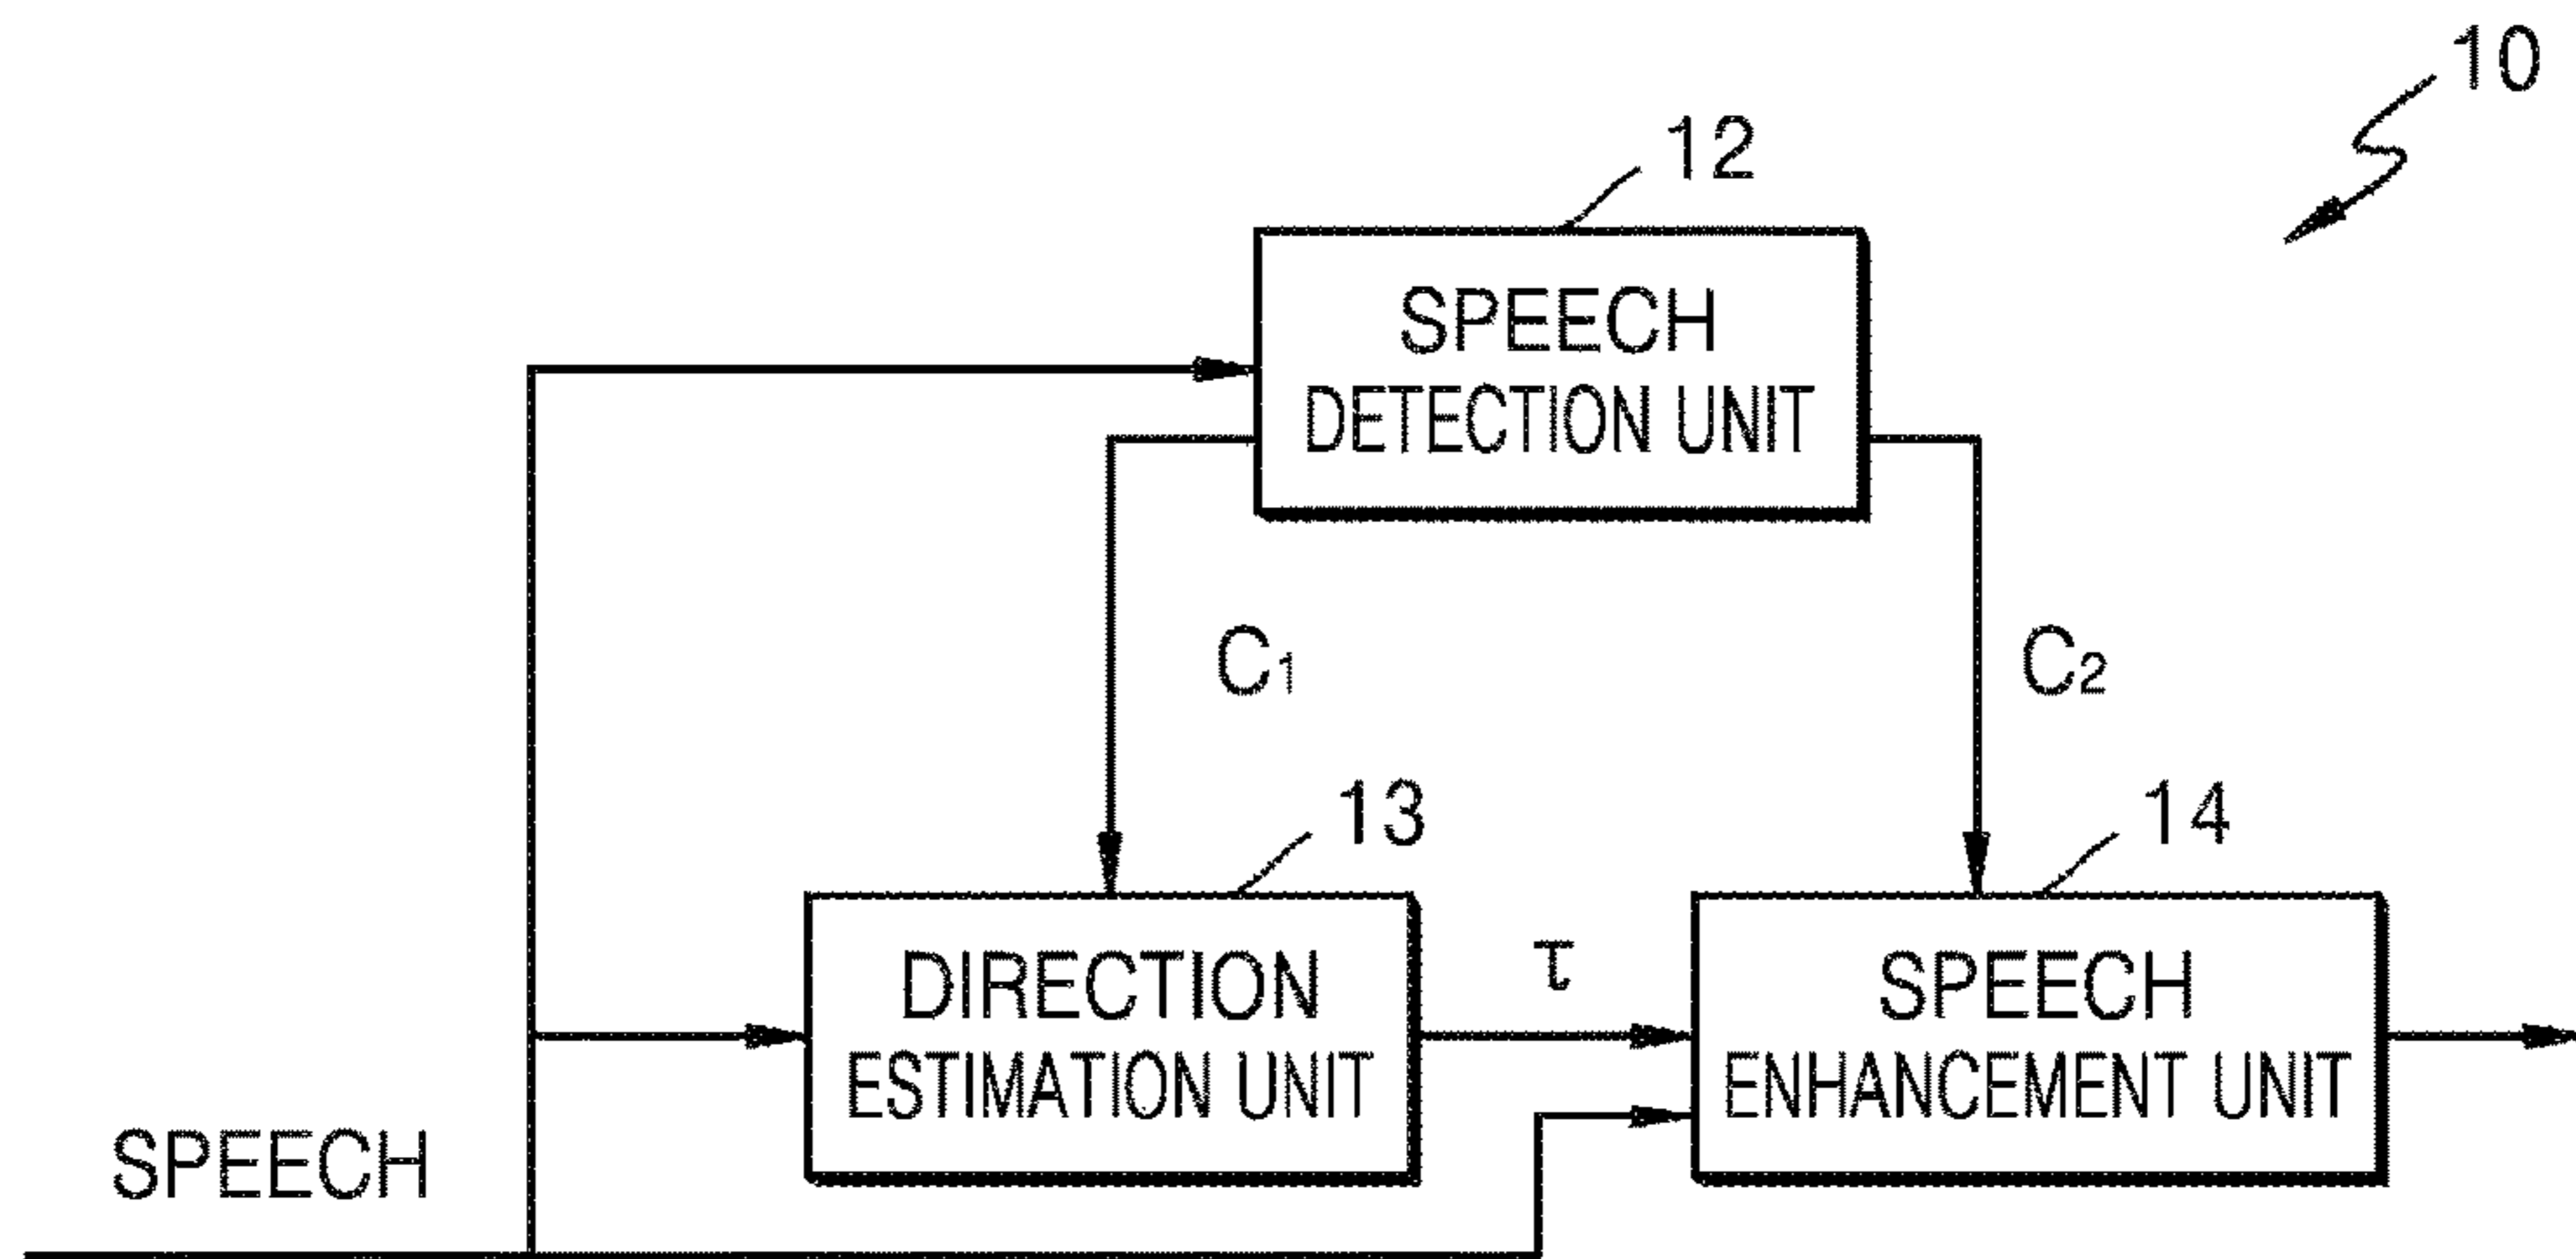 10
12
SPEECH
DETECTION UNIT
C1
C2
13
14
DIRECTION
ESTIMATION UNIT
τ
SPEECH
ENHANCEMENT UNIT
SPEECH